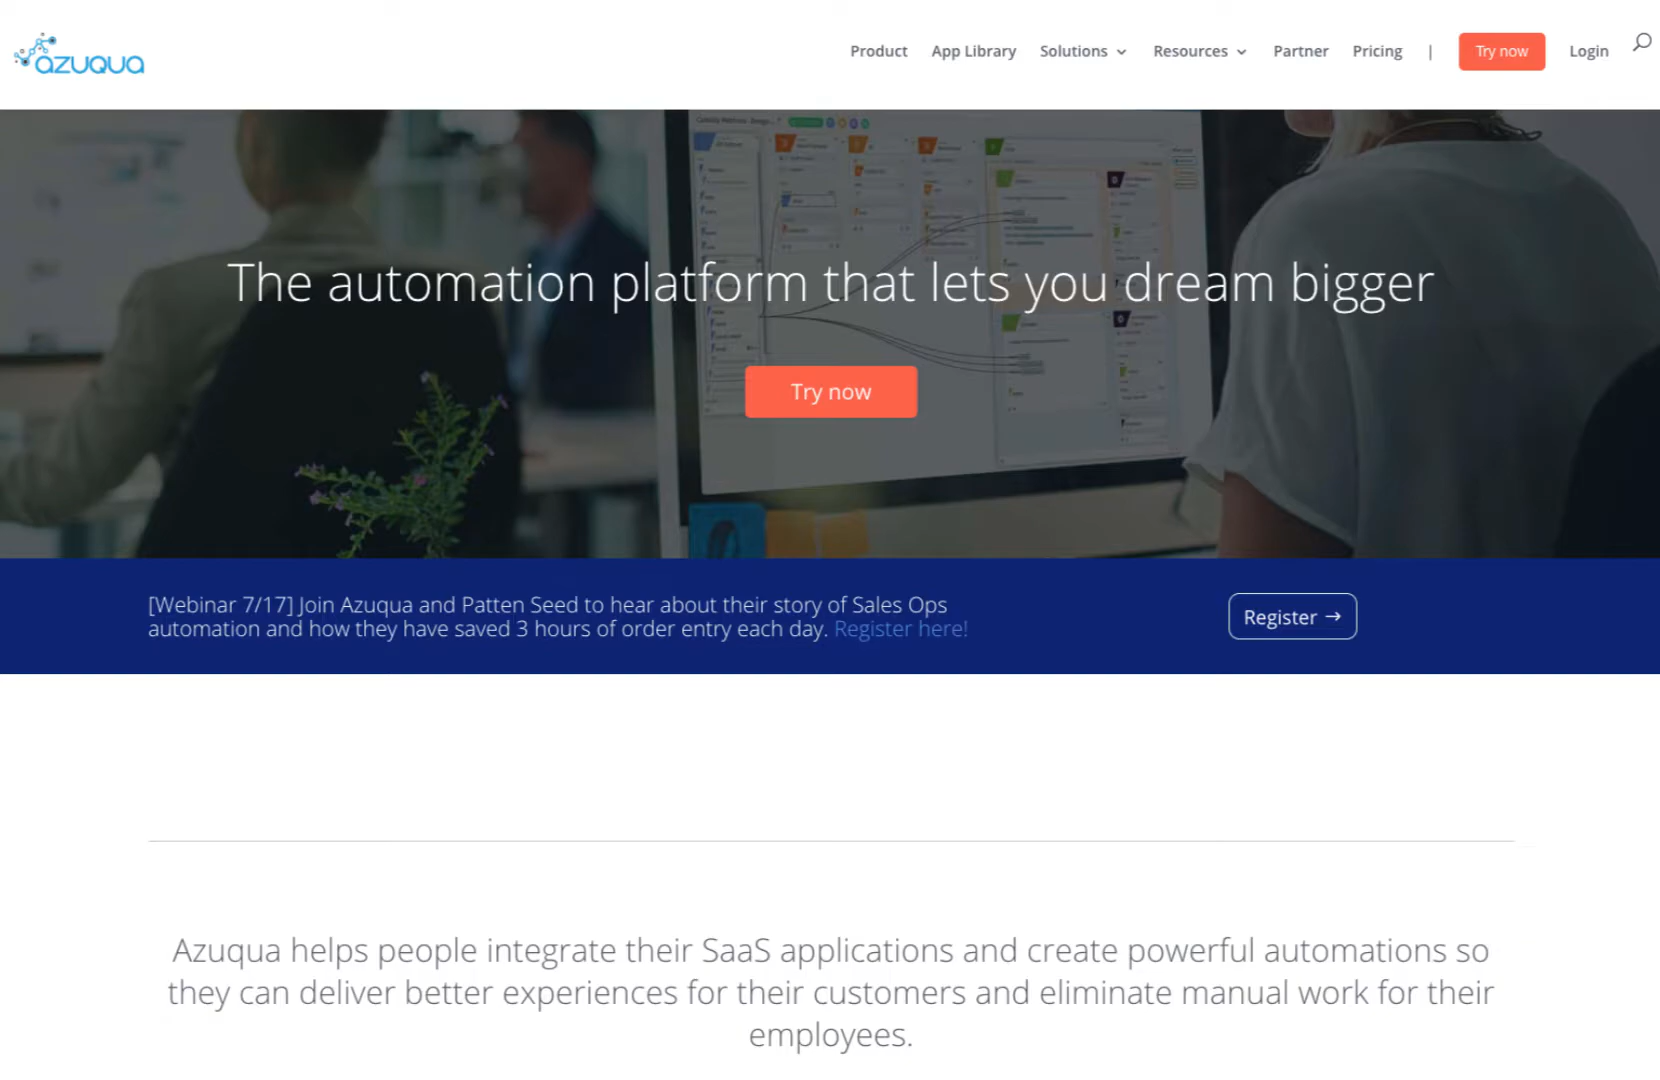 azuqua
Product App Library Solutions Resources Partner Pricing | Try now Login
The automation platform that lets you dream bigger
Try now
[Webinar 7/17] Join Azuqua and Patten Seed to hear about their story of Sales Ops
automation and how they have saved 3 hours of order entry each day. Register here!
Register →
Azuqua helps people integrate their SaaS applications and create powerful automations so
they can deliver better experiences for their customers and eliminate manual work for their
employees.